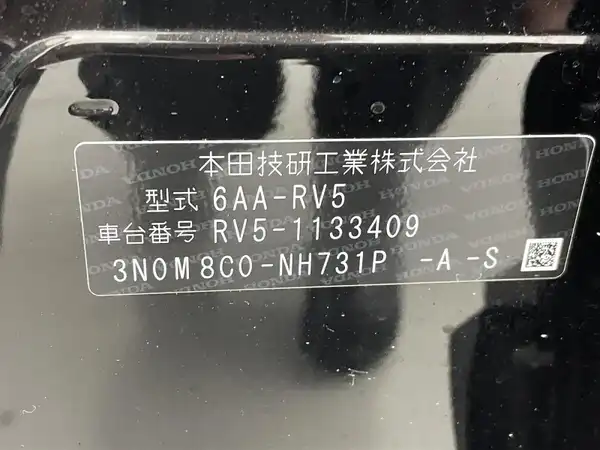 本田技研工業株式会社
型式 6AA-RV5
車台番号 RV5-1133409
3N0M8C0-NH731P -A -S